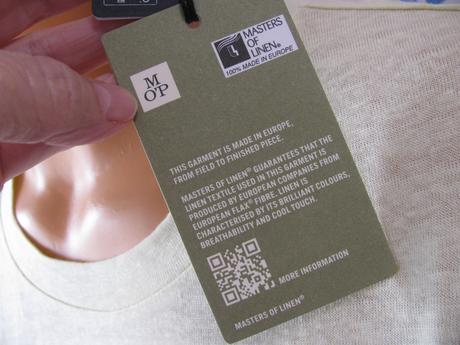 MASTERS
OF
LINEN®
100% MADE IN EUROPE
M
OP
THIS GARMENT IS MADE IN EUROPE,
FROM FIELD TO FINISHED PIECE.
MASTERS OF LINEN® GUARANTEES THAT THE
LINEN TEXTILE USED IN THIS GARMENT IS
PRODUCED BY EUROPEAN COMPANIES FROM
EUROPEAN FLAX® FIBRE. LINEN IS
CHARACTERISED BY ITS BRILLIANT COLOURS,
BREATHABILITY AND COOL TOUCH.
MORE INFORMATION
MASTERS OF LINEN®